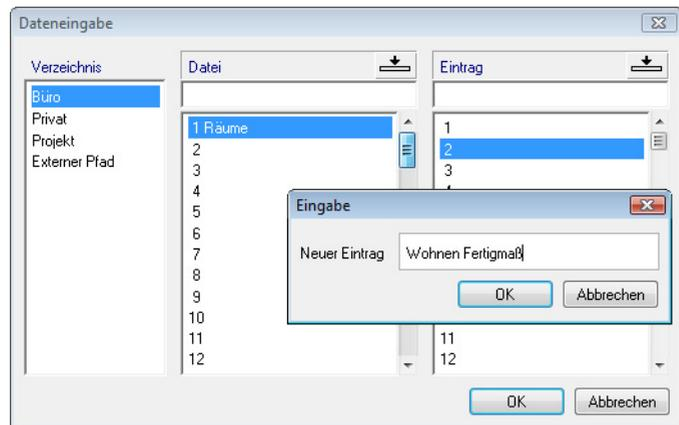 Dateneingabe
Verzeichnis
Büro
Privat
Projekt
Externer Pfad
Datei
1 Räume
2
3
4
5
6
7
8
9
10
11
12
Eintrag
1
2
3
11
12
Eingabe
Neuer Eintrag
Wohnen Fertigmaß
OK
Abbrechen
OK
Abbrechen